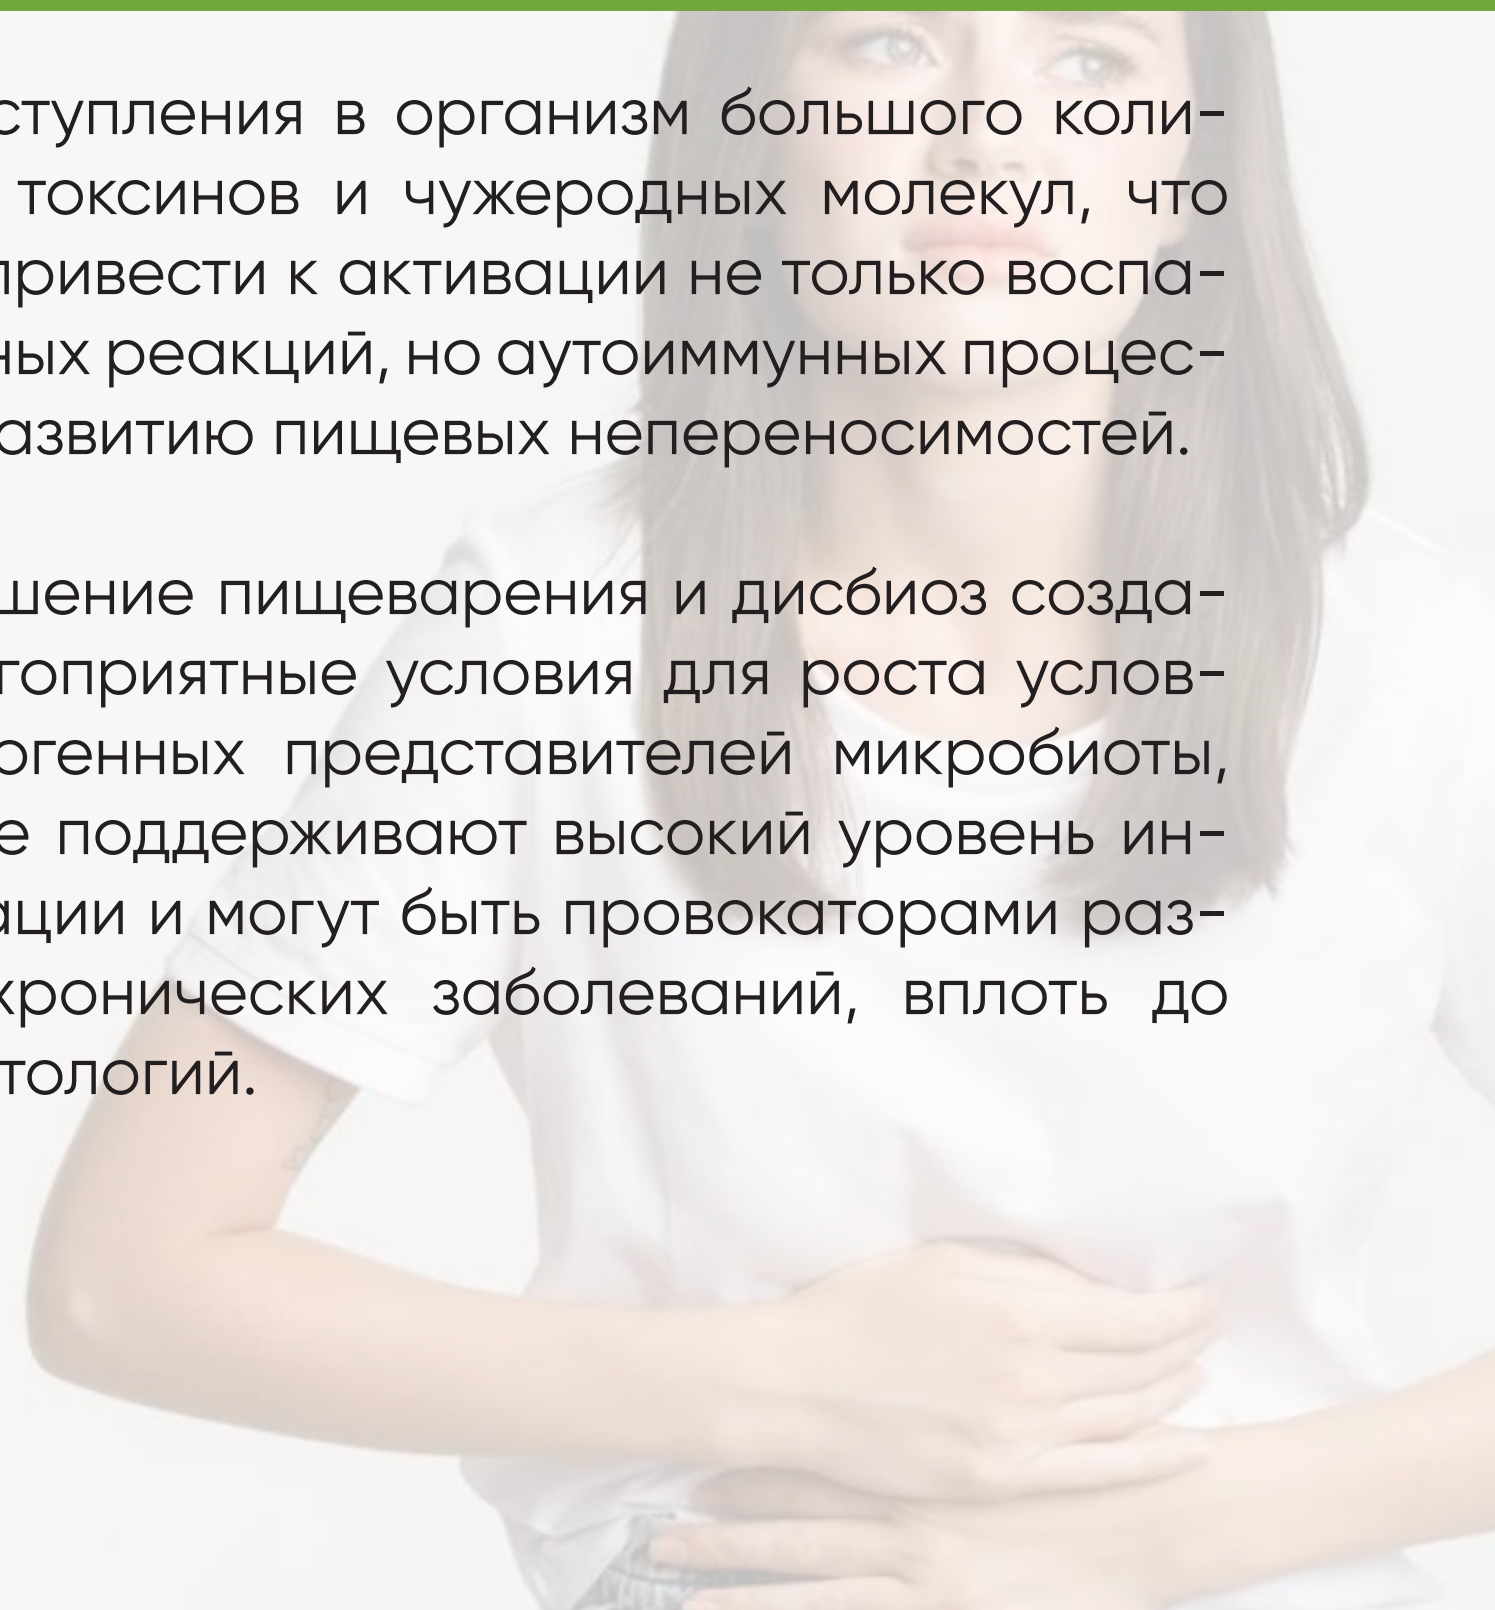 ступления в организм большого коли-
токсинов и чужеродных молекул, что
привести к активации не только воспа-
ных реакций, но аутоиммунных процес-
азвитию пищевых непереносимостей.
шение пищеварения и дисбиоз созда-
гоприятные условия для роста услов-
огенных представителей микробиоты,
е поддерживают высокий уровень ин-
ации и могут быть провокаторами раз-
хронических заболеваний, вплоть до
тологий.